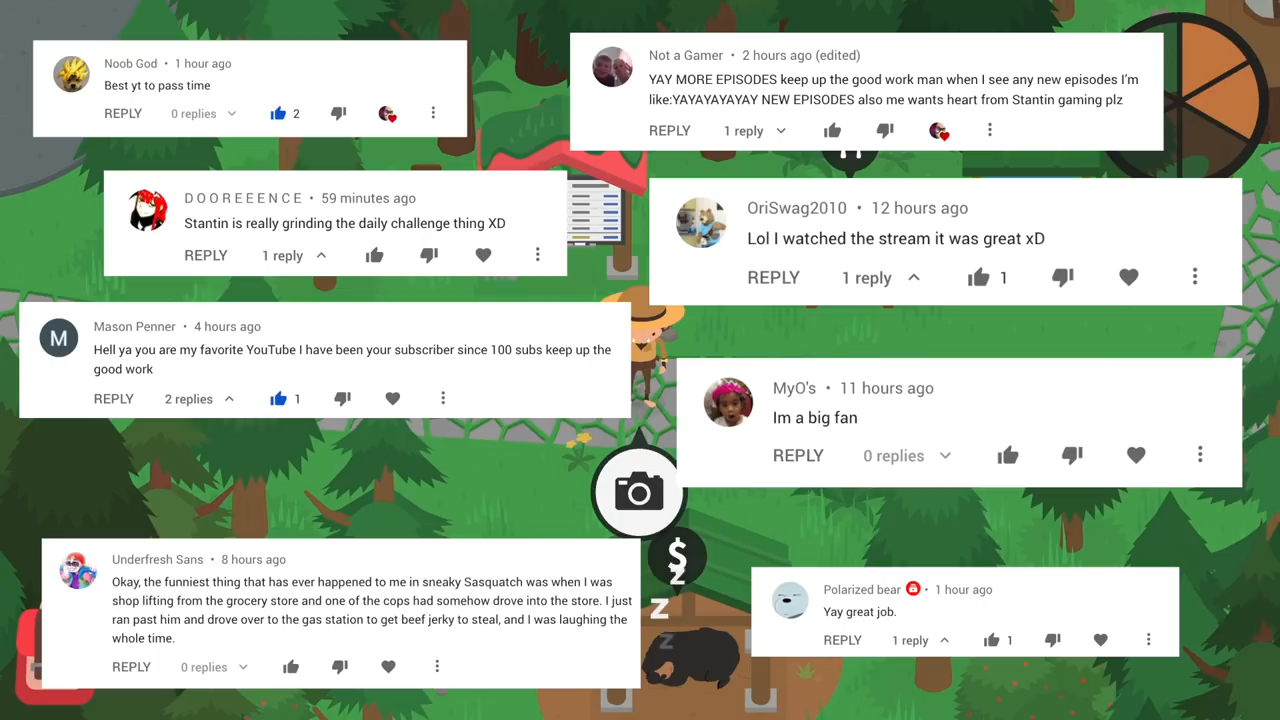 Noob God • 1 hour ago
Best yt to pass time
REPLY 0 replies 2
Not a Gamer • 2 hours ago (edited)
YAY MORE EPISODES keep up the good work man when I see any new episodes I'm
like:YAYAYAYAYAY NEW EPISODES also me wants heart from Stantin gaming plz
REPLY 1 reply
D O O R E E E N C E • 59 minutes ago
Stantin is really grinding the daily challenge thing XD
REPLY 1 reply
OriSwag2010 • 12 hours ago
Lol I watched the stream it was great xD
REPLY 1 reply 1
M
Mason Penner • 4 hours ago
Hell ya you are my favorite YouTube I have been your subscriber since 100 subs keep up the
good work
REPLY 2 replies 1
MyO's • 11 hours ago
Im a big fan
REPLY 0 replies
$
z
z
z
Underfresh Sans • 8 hours ago
Okay, the funniest thing that has ever happened to me in sneaky Sasquatch was when I was
shop lifting from the grocery store and one of the cops had somehow drove into the store. I just
ran past him and drove over to the gas station to get beef jerky to steal, and I was laughing the
whole time.
REPLY 0 replies
Polarized bear • 1 hour ago
Yay great job.
REPLY 1 reply 1